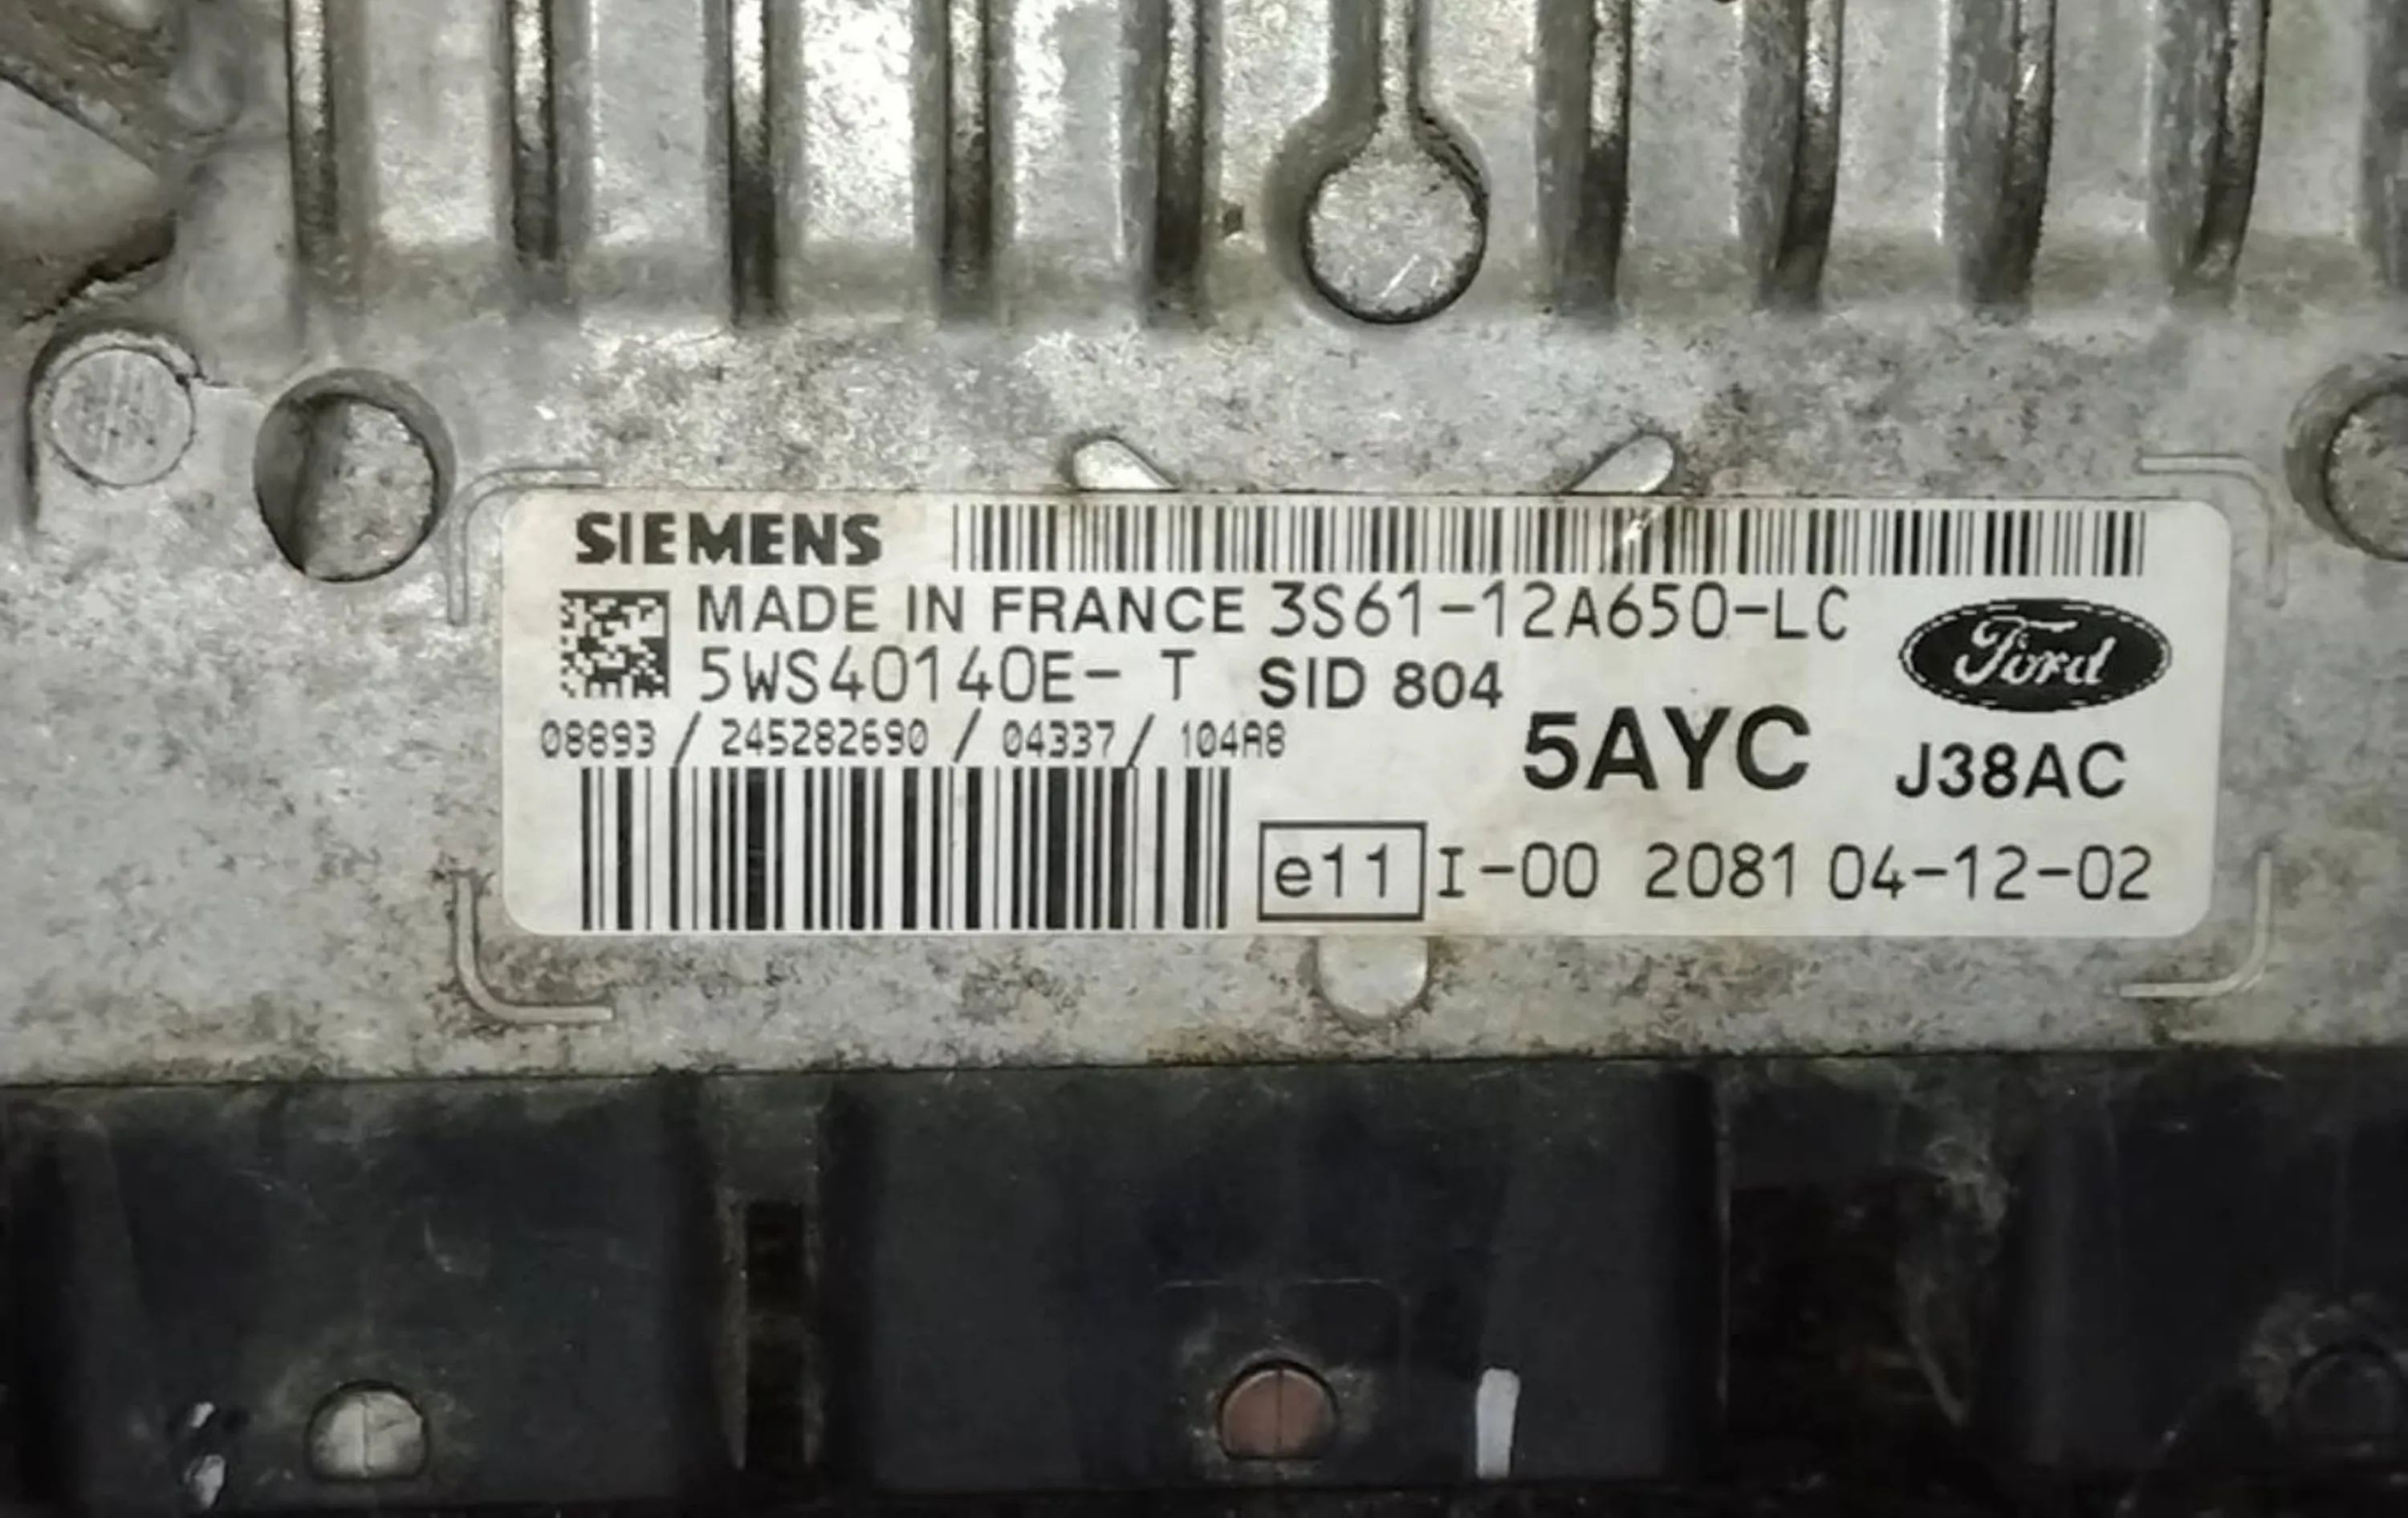 SIEMENS
MADE IN FRANCE 3S61-12A650-LC
Ford
5WS40140E- T SID 804
08893 / 245282690 / 04337 / 104A8
5AYC J38AC
e11 I-00 2081 04-12-02